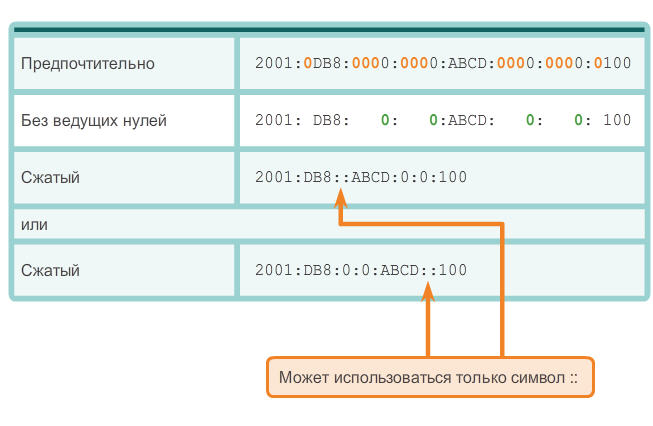 Предпочтительно 2001:0DB8:0000:0000:ABCD:0000:0000:0100
Без ведущих нулей 2001: DB8: 0: 0:ABCD: 0: 0: 100
Сжатый 2001:DB8::ABCD:0:0:100
или
Сжатый 2001:DB8:0:0:ABCD::100
Может использоваться только символ ::